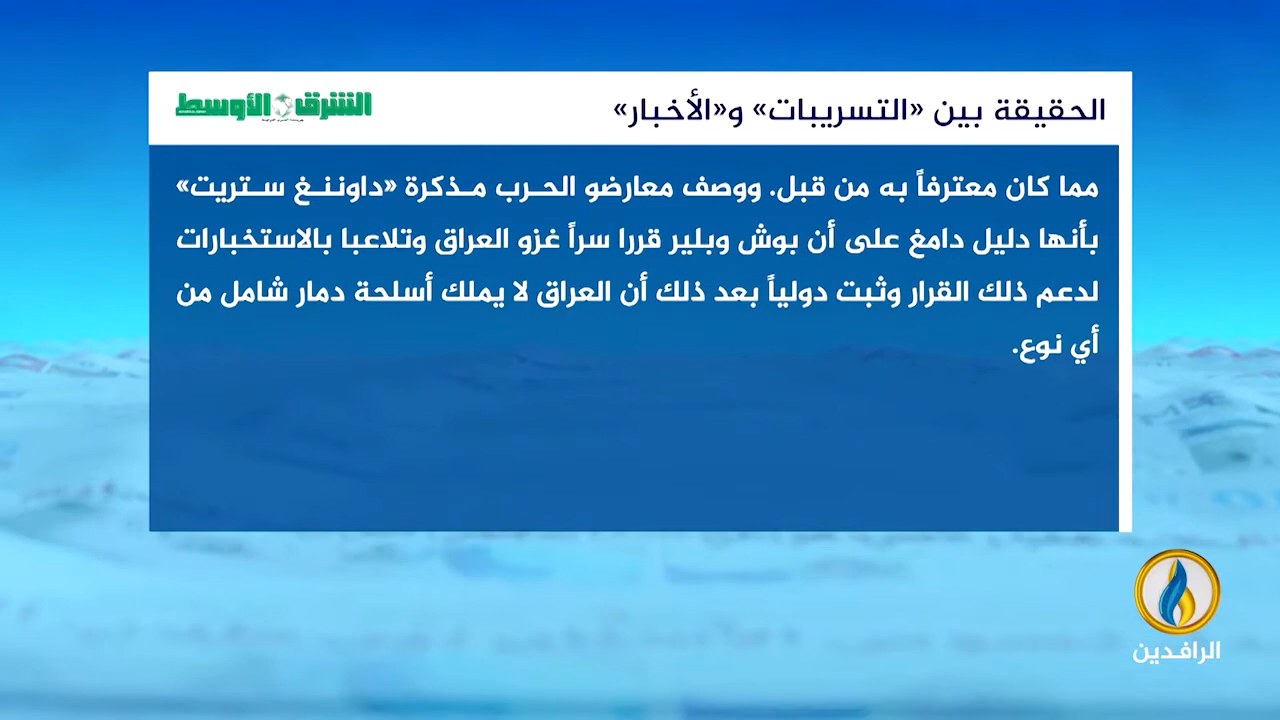 الحقيقة بين «التسريبات» و«الأخبار»
الشرق الأوسط
مما كان معترفاً به من قبل. ووصف معارضو الحرب مذكرة «داوننغ ستريت»
بأنها دليل دامغ على أن بوش وبلير قررا سراً غزو العراق وتلاعبا بالاستخبارات
لدعم ذلك القرار وثبت دولياً بعد ذلك أن العراق لا يملك أسلحة دمار شامل من
أي نوع.
الرافدين